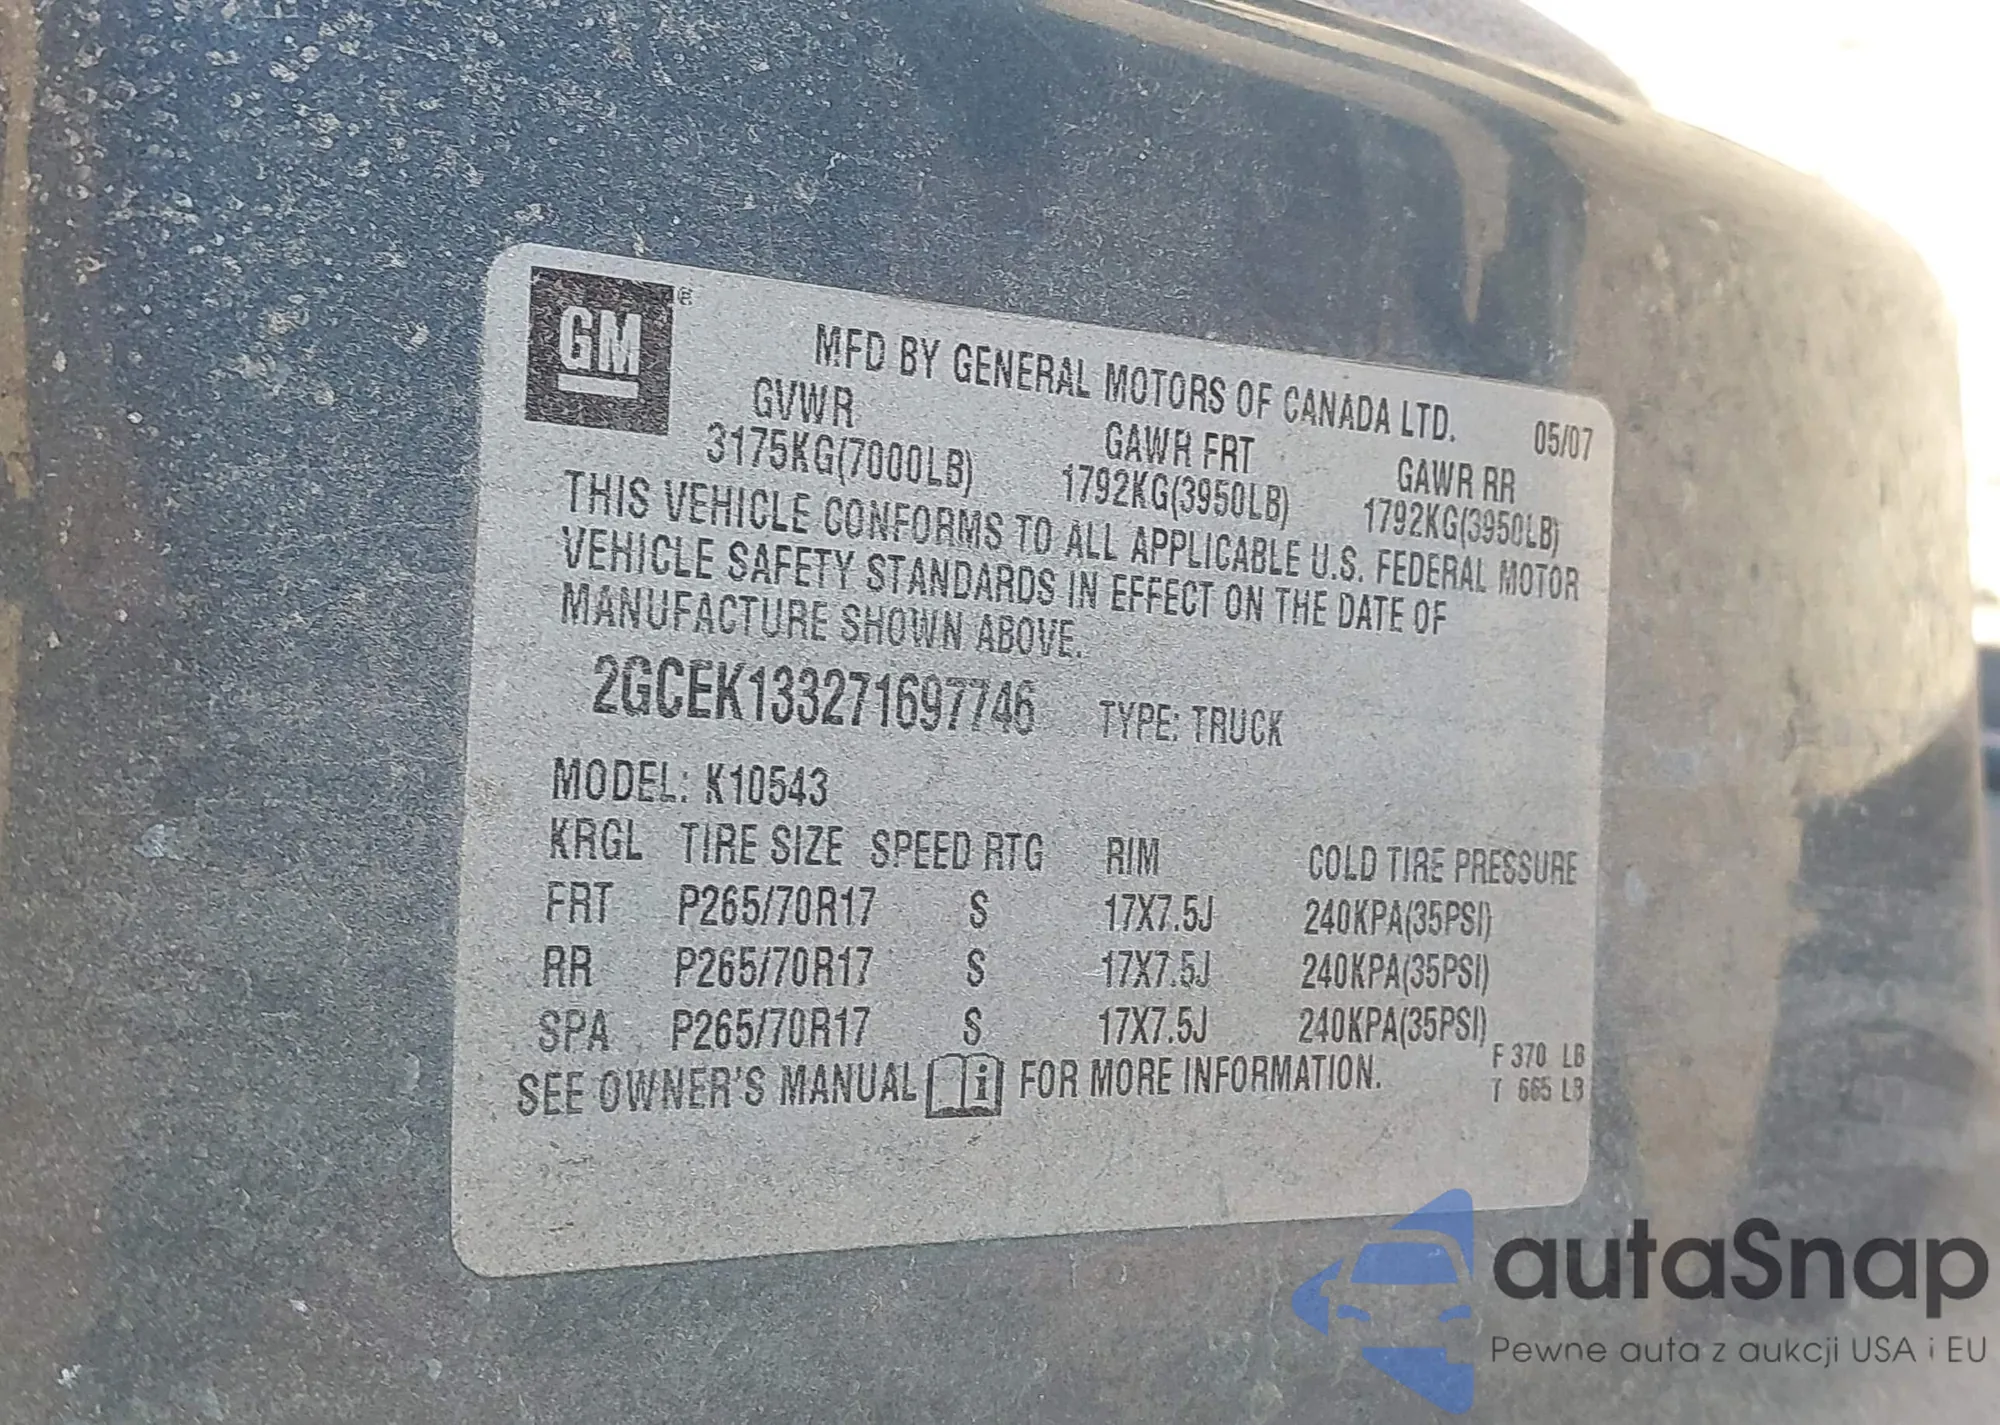 GM®
MFD BY GENERAL MOTORS OF CANADA LTD.
05/07
GVWR GAWR FRT GAWR RR
3175KG(7000LB) 1792KG(3950LB) 1792KG(3950LB)
THIS VEHICLE CONFORMS TO ALL APPLICABLE U.S. FEDERAL MOTOR
VEHICLE SAFETY STANDARDS IN EFFECT ON THE DATE OF
MANUFACTURE SHOWN ABOVE.
2GCEK133271697746 TYPE: TRUCK
MODEL: K10543
KRGL TIRE SIZE SPEED RTG RIM COLD TIRE PRESSURE
FRT P265/70R17 S 17X7.5J 240KPA(35PSI)
RR P265/70R17 S 17X7.5J 240KPA(35PSI)
SPA P265/70R17 S 17X7.5J 240KPA(35PSI)
SEE OWNER'S MANUAL i FOR MORE INFORMATION.
F 370 LB
T 665 LB
autaSnap
Pewne auta z aukcji USA i EU